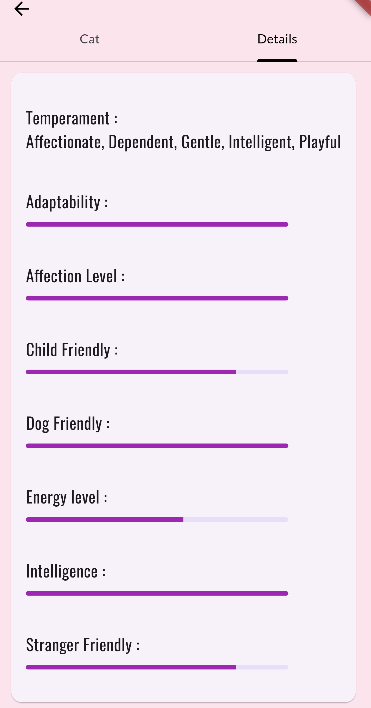 Cat Details
Temperament :
Affectionate, Dependent, Gentle, Intelligent, Playful
Adaptability :
Affection Level :
Child Friendly :
Dog Friendly :
Energy level :
Intelligence :
Stranger Friendly :